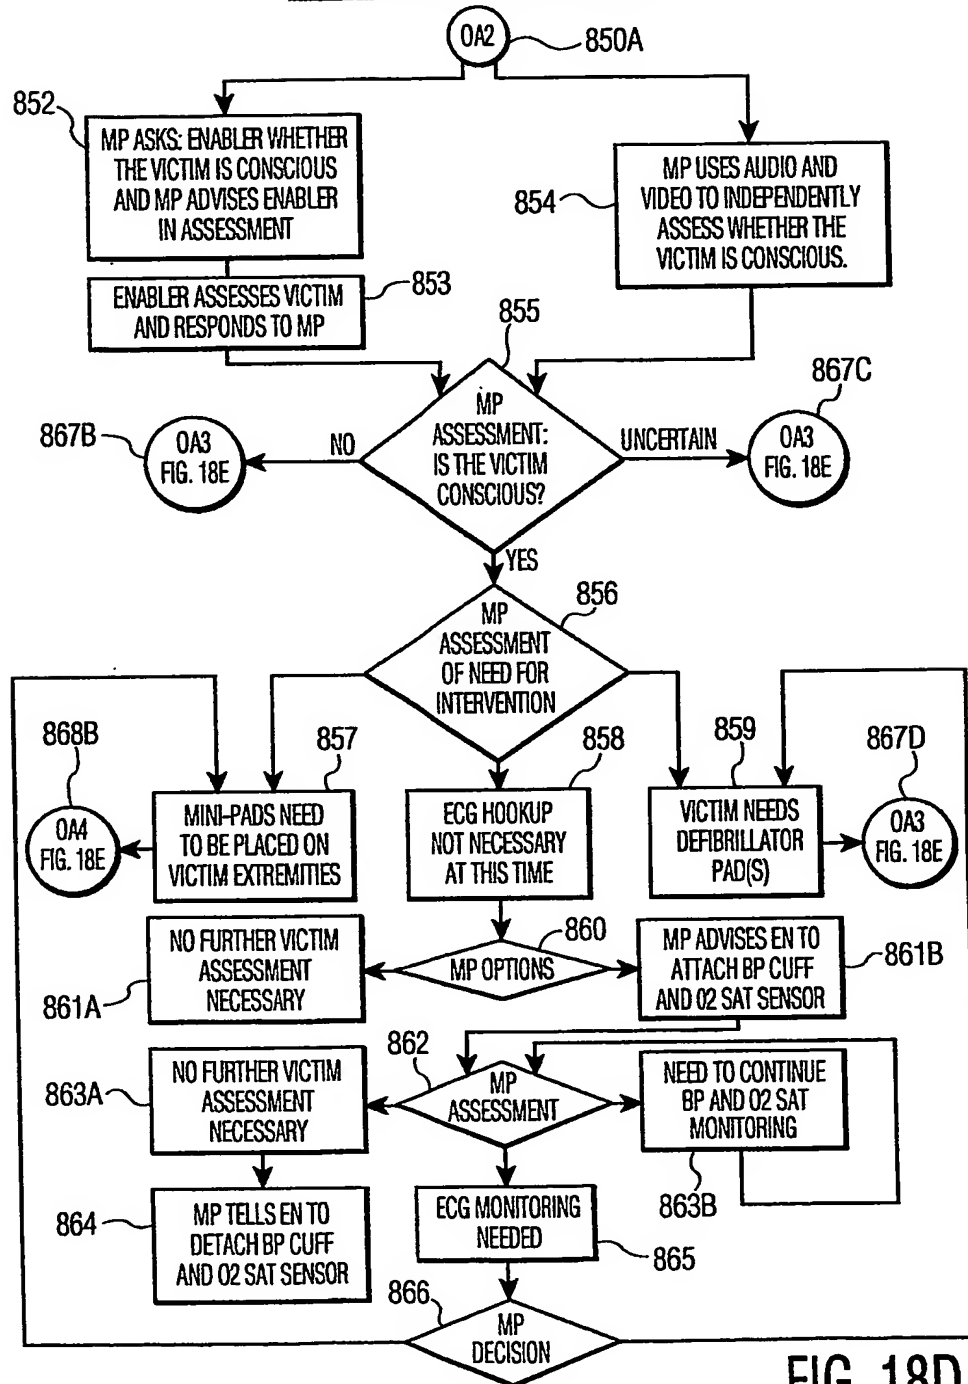 OA2
850A
852
MP ASKS: ENABLER WHETHER
THE VICTIM IS CONSCIOUS
AND MP ADVISES ENABLER
IN ASSESSMENT
854
MP USES AUDIO AND
VIDEO TO INDEPENDENTLY
ASSESS WHETHER THE
VICTIM IS CONSCIOUS.
853
ENABLER ASSESSES VICTIM
AND RESPONDS TO MP
855
867C
867B
OA3
FIG. 18E
NO
MP
ASSESSMENT:
IS THE VICTIM
CONSCIOUS?
UNCERTAIN
OA3
FIG. 18E
YES
856
MP
ASSESSMENT
OF NEED FOR
INTERVENTION
868B
857
858
859
867D
OA4
FIG. 18E
MINI-PADS NEED
TO BE PLACED ON
VICTIM EXTREMITIES
ECG HOOKUP
NOT NECESSARY
AT THIS TIME
VICTIM NEEDS
DEFIBRILLATOR
PAD(S)
OA3
FIG. 18E
861A
NO FURTHER VICTIM
ASSESSMENT
NECESSARY
860
MP OPTIONS
MP ADVISES EN TO
ATTACH BP CUFF
AND O2 SAT SENSOR
861B
862
863A
NO FURTHER VICTIM
ASSESSMENT
NECESSARY
MP
ASSESSMENT
NEED TO CONTINUE
BP AND O2 SAT
MONITORING
863B
864
MP TELLS EN TO
DETACH BP CUFF
AND O2 SAT SENSOR
ECG MONITORING
NEEDED
865
866
MP
DECISION
FIG. 18D